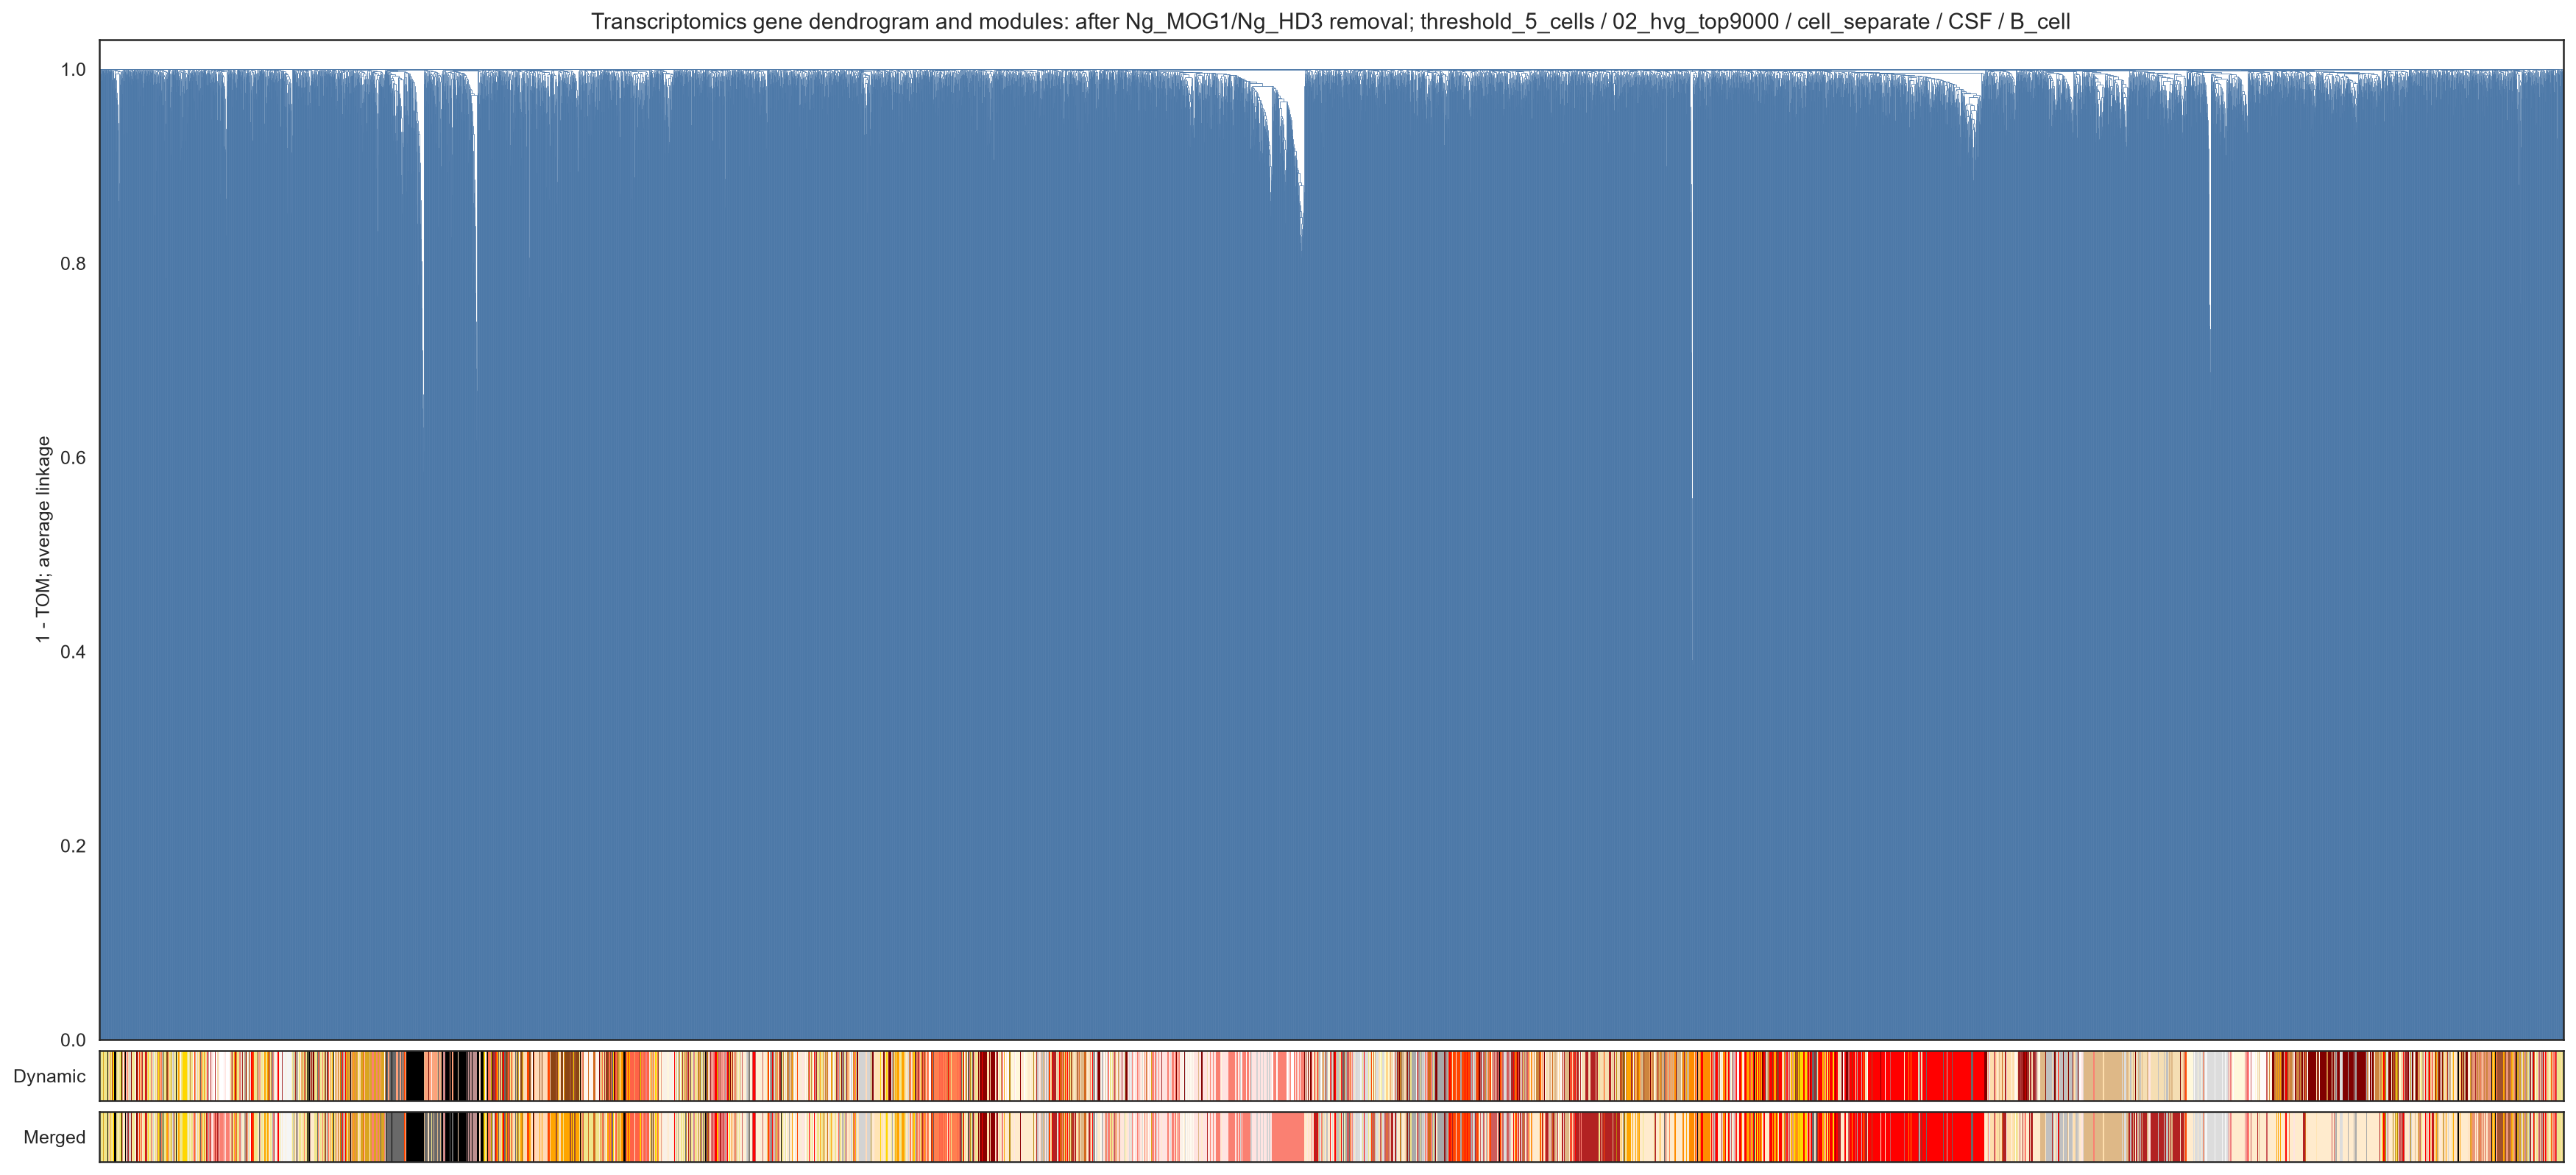 Transcriptomics gene dendrogram and modules: after Ng_MOG1/Ng_HD3 removal; threshold_5_cells / 02_hvg_top9000 / cell_separate / CSF / B_cell
1.0
0.8
0.6
0.4
0.2
0.0
1 - TOM; average linkage
Dynamic
Merged